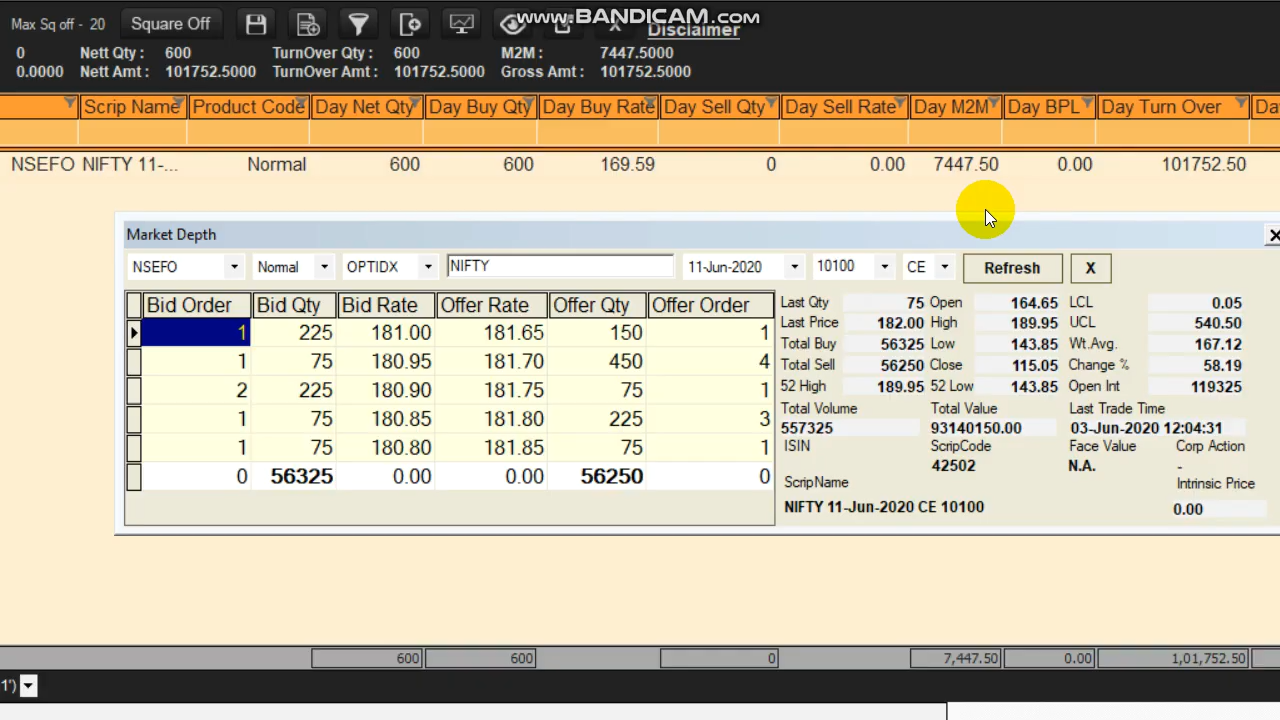 www.BANDICAM.com
Max Sq off - 20 Square Off X Disclaimer
0 Nett Qty : 600 TurnOver Qty : 600 M2M : 7447.5000
0.0000 Nett Amt : 101752.5000 TurnOver Amt : 101752.5000 Gross Amt : 101752.5000
Scrip Name Product Code Day Net Qty Day Buy Qty Day Buy Rate Day Sell Qty Day Sell Rate Day M2M Day BPL Day Turn Over Da
NSEFO NIFTY 11-... Normal 600 600 169.59 0 0.00 7447.50 0.00 101752.50
Market Depth X
NSEFO Normal OPTIDX NIFTY 11-Jun-2020 10100 CE Refresh X
Bid Order Bid Qty Bid Rate Offer Rate Offer Qty Offer Order
1 225 181.00 181.65 150 1
1 75 180.95 181.70 450 4
2 225 180.90 181.75 75 1
1 75 180.85 181.80 225 3
1 75 180.80 181.85 75 1
0 56325 0.00 0.00 56250 0
Last Qty 75 Open 164.65 LCL 0.05
Last Price 182.00 High 189.95 UCL 540.50
Total Buy 56325 Low 143.85 Wt.Avg. 167.12
Total Sell 56250 Close 115.05 Change % 58.19
52 High 189.95 52 Low 143.85 Open Int 119325
Total Volume Total Value Last Trade Time
557325 93140150.00 03-Jun-2020 12:04:31
ISIN ScripCode Face Value Corp Action
42502 N.A. -
ScripName Intrinsic Price
NIFTY 11-Jun-2020 CE 10100 0.00
600 600 0 7,447.50 0.00 1,01,752.50
1')